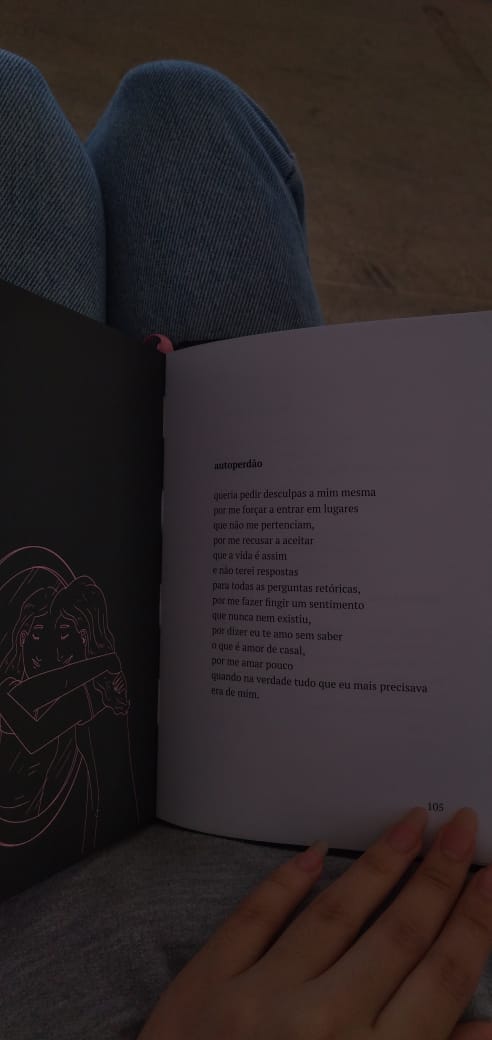 autoperdão
queria pedir desculpas a mim mesma
por me forçar a entrar em lugares
que não me pertenciam,
por me recusar a aceitar
que a vida é assim
e não terei respostas
para todas as perguntas retóricas,
por me fazer fingir um sentimento
que nunca nem existiu,
por dizer eu te amo sem saber
o que é amor de casal,
por me amar pouco
quando na verdade tudo que eu mais precisava
era de mim.
105